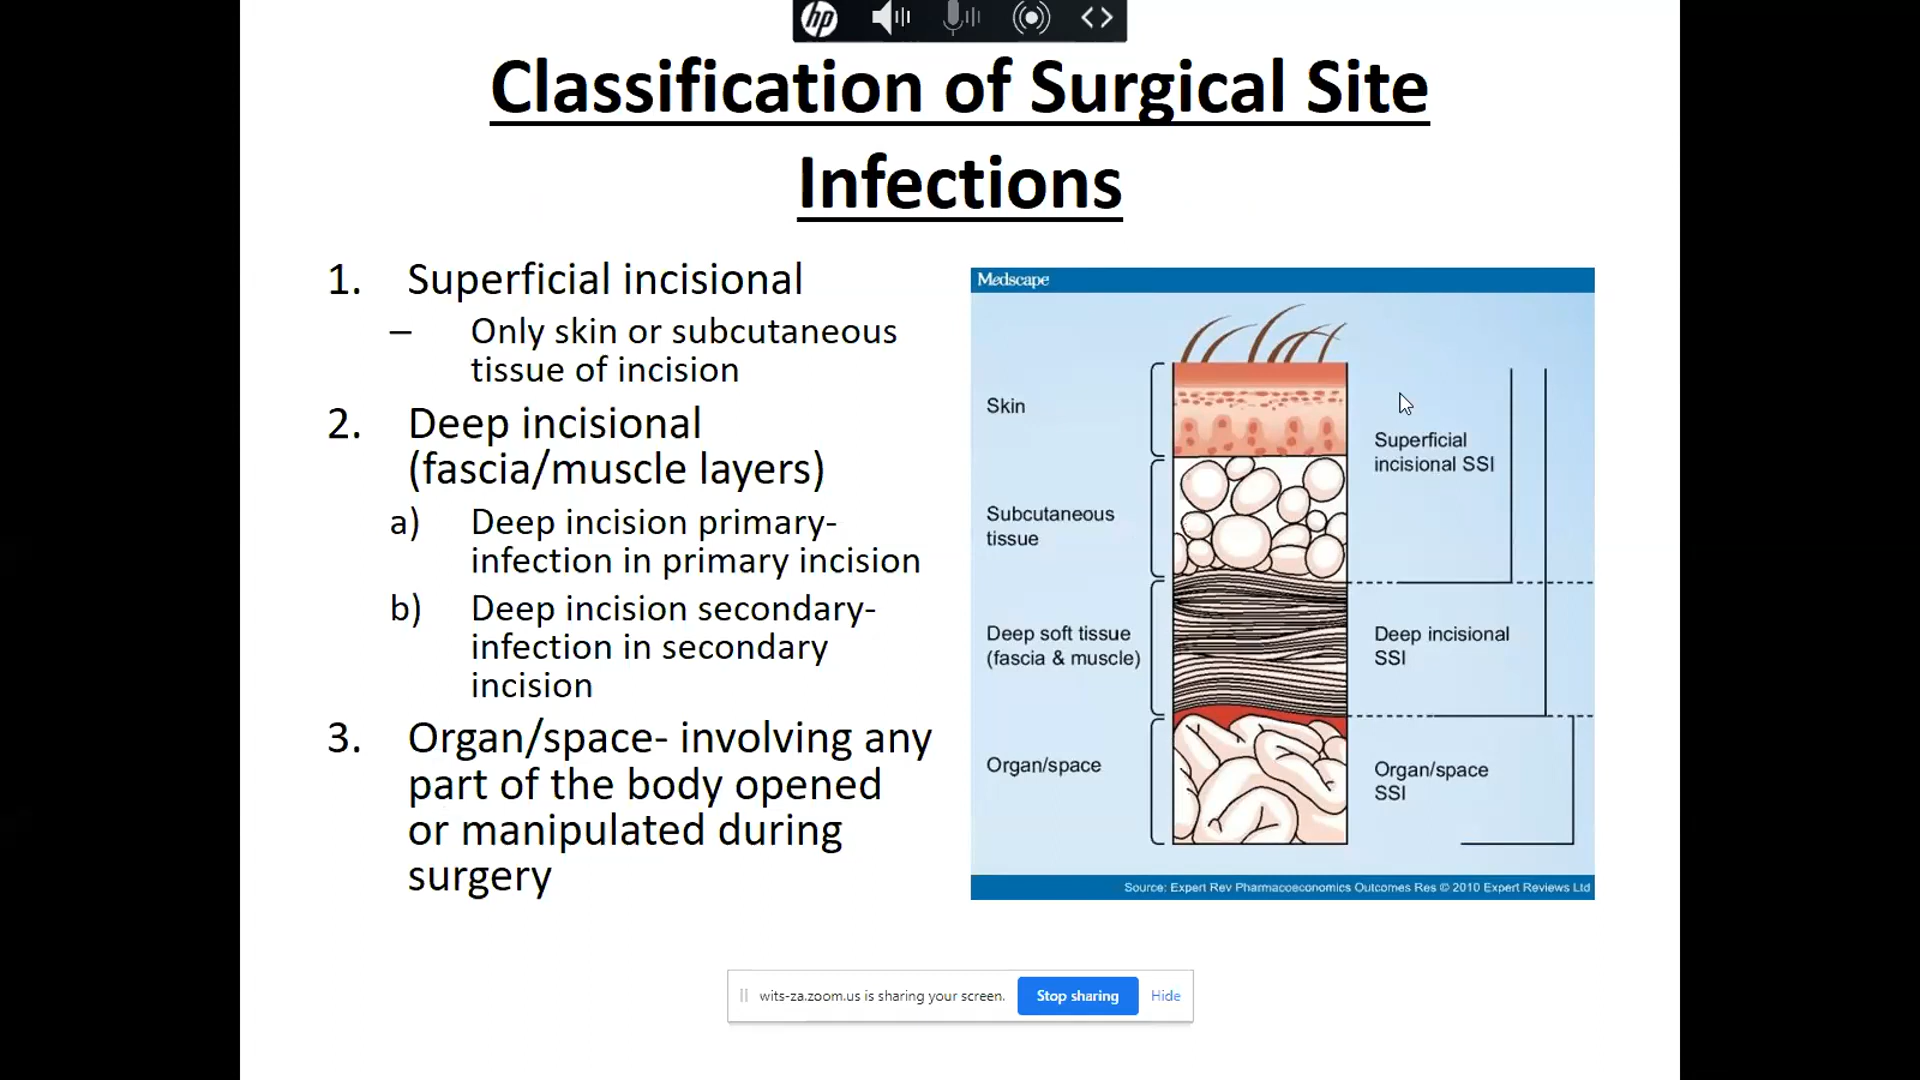 hp
Classification of Surgical Site
Infections
1. Superficial incisional
– Only skin or subcutaneous
tissue of incision
2. Deep incisional
(fascia/muscle layers)
a) Deep incision primary-
infection in primary incision
b) Deep incision secondary-
infection in secondary
incision
3. Organ/space- involving any
part of the body opened
or manipulated during
surgery
Medscape
Skin
Superficial
incisional SSI
Subcutaneous
tissue
Deep soft tissue
(fascia & muscle)
Deep incisional
SSI
Organ/space
Organ/space
SSI
Source: Expert Rev Pharmacoeconomics Outcomes Res © 2010 Expert Reviews Ltd
wits-za.zoom.us is sharing your screen.
Stop sharing
Hide